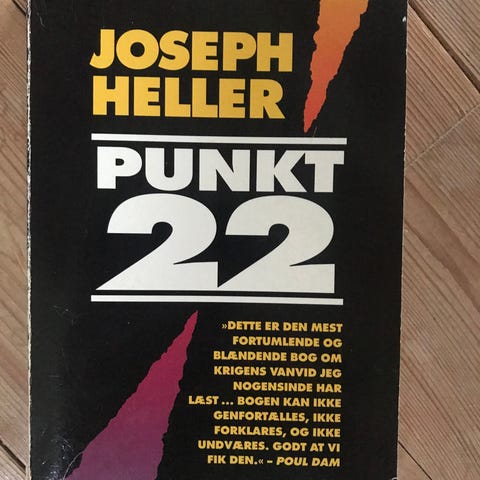 JOSEPH
HELLER
PUNKT
22
»DETTE ER DEN MEST
FORTUMLENDE OG
BLÆNDENDE BOG OM
KRIGENS VANVID JEG
NOGENSINDE HAR
LÆST ... BOGEN KAN IKKE
GENFORTÆLLES, IKKE
FORKLARES, OG IKKE
UNDVÆRES. GODT AT VI
FIK DEN.« – POUL DAM